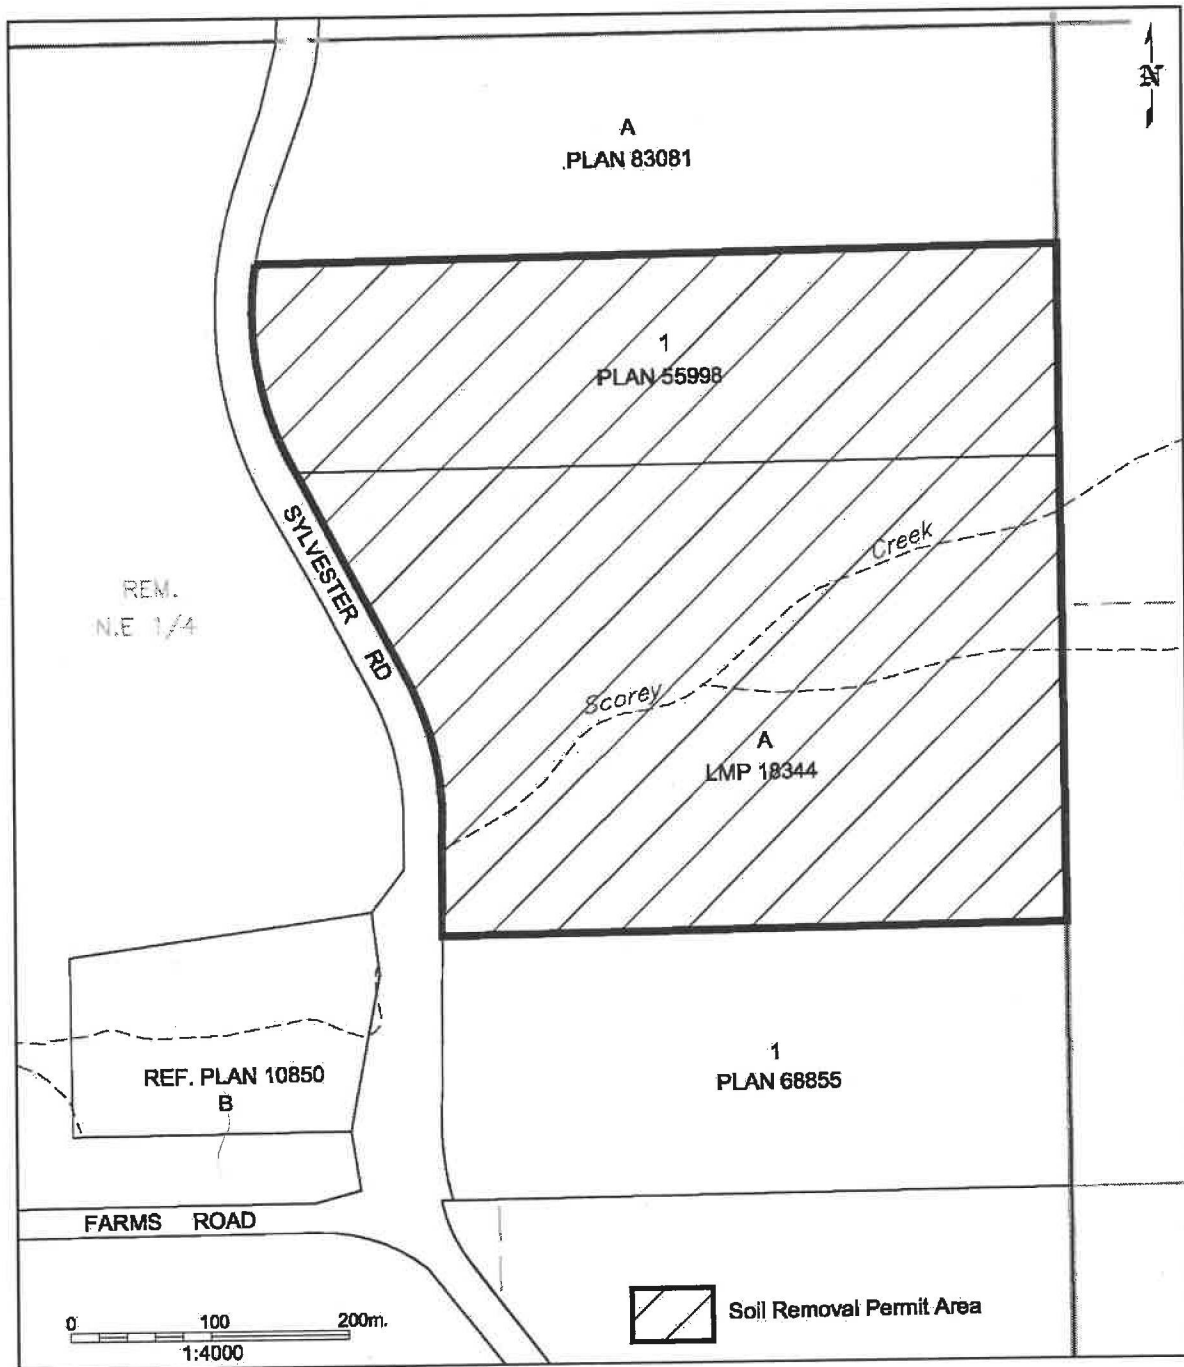 N
A
PLAN 83081
1
PLAN 55998
SYLVESTER RD
Creek
REM.
N.E 1/4
Scorey
A
LMP 18344
REF. PLAN 10850
B
1
PLAN 68855
FARMS ROAD
0 100 200m.
1:4000
Soil Removal Permit Area